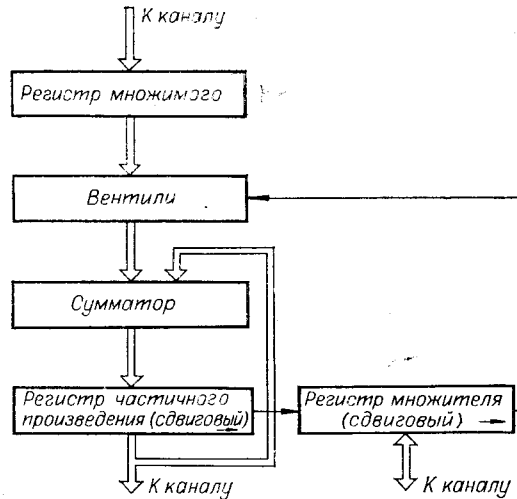 К каналу
Регистр множимого
Вентили
Сумматор
Регистр частичного
произведения (сдвиговый)
Регистр множителя
(сдвиговый)
К каналу
К каналу